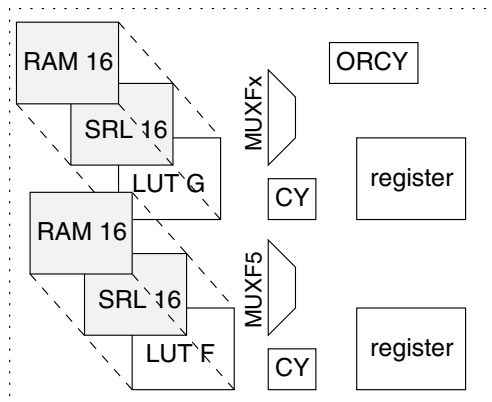 RAM 16
ORCY
SRL 16
MUXFx
LUT G
CY
register
RAM 16
SRL 16
MUXF5
LUT F
CY
register